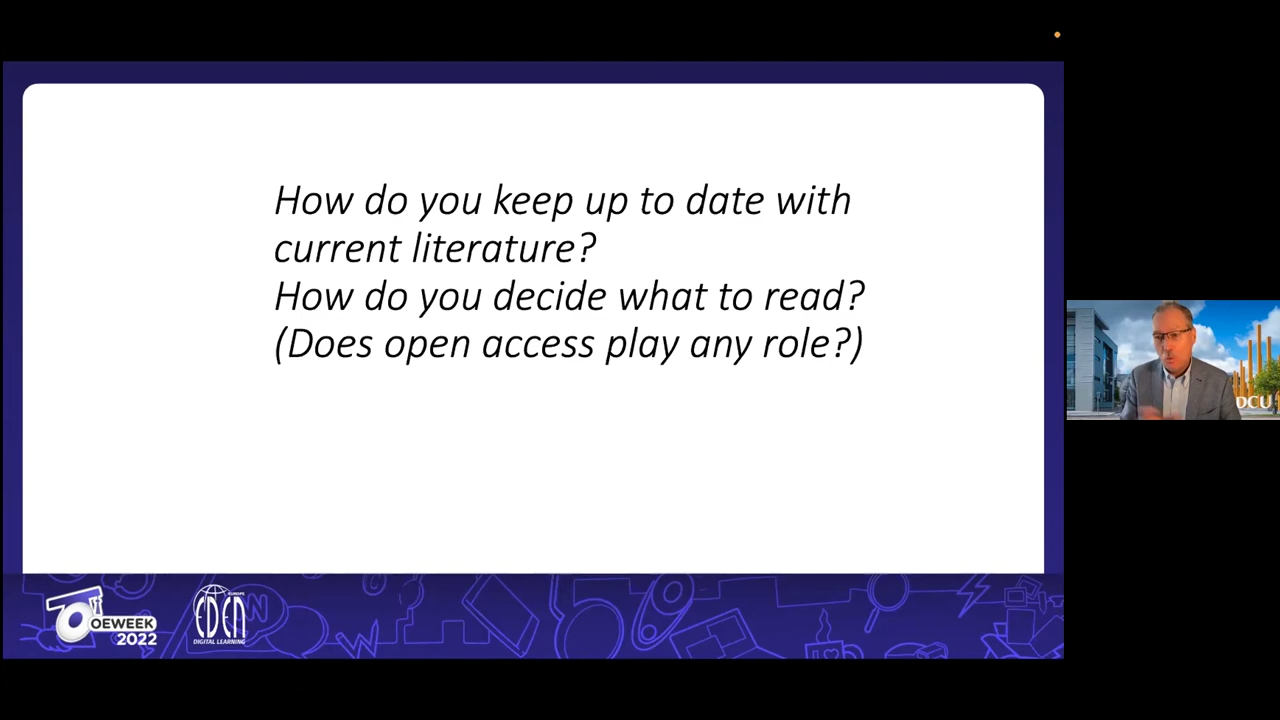 How do you keep up to date with
current literature?
How do you decide what to read?
(Does open access play any role?)
OEWEEK
2022
EUROPE
EDEN
DIGITAL LEARNING
DCU